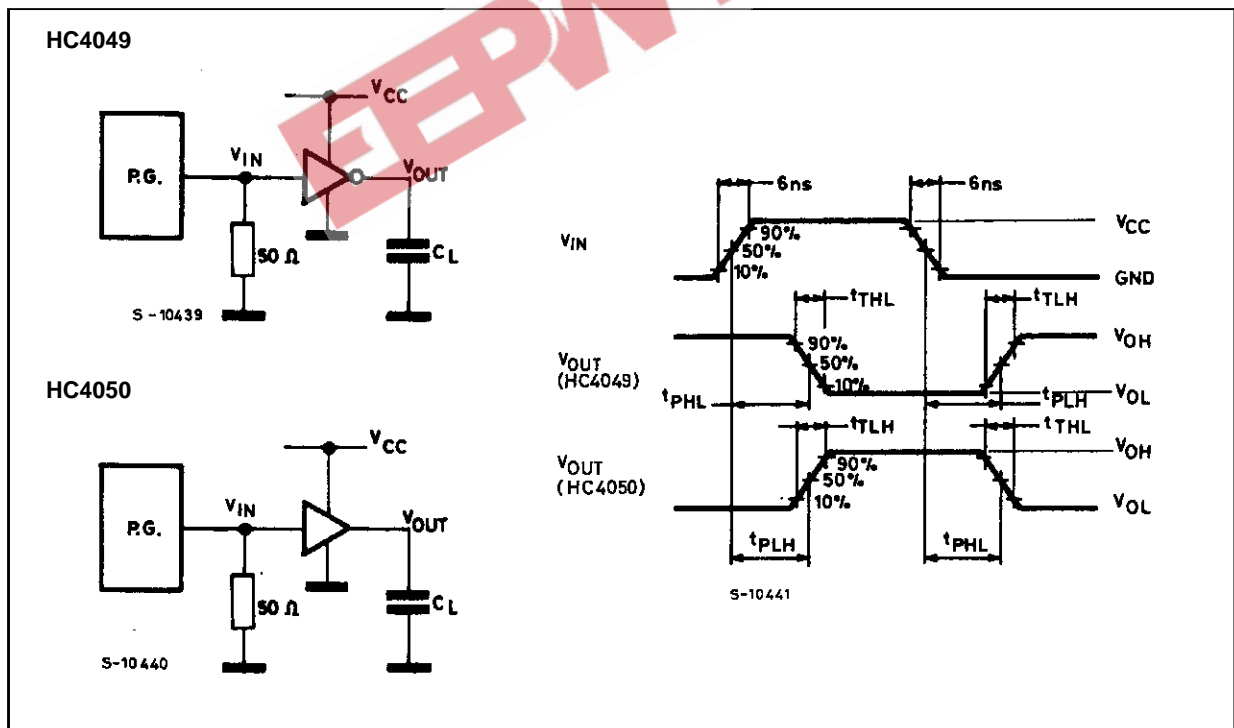 EEPW
HC4049
VCC
P.G.
VIN
VOUT
50 Ω
CL
S-10439
HC4050
VCC
P.G.
VIN
VOUT
50 Ω
CL
S-10440
6ns
6ns
VIN
90%
50%
10%
VCC
GND
tTHL
tTLH
VOUT
(HC4049)
90%
50%
10%
VOH
VOL
tPHL
tPLH
tTLH
tTHL
VOUT
(HC4050)
90%
50%
10%
VOH
VOL
tPLH
tPHL
S-10441